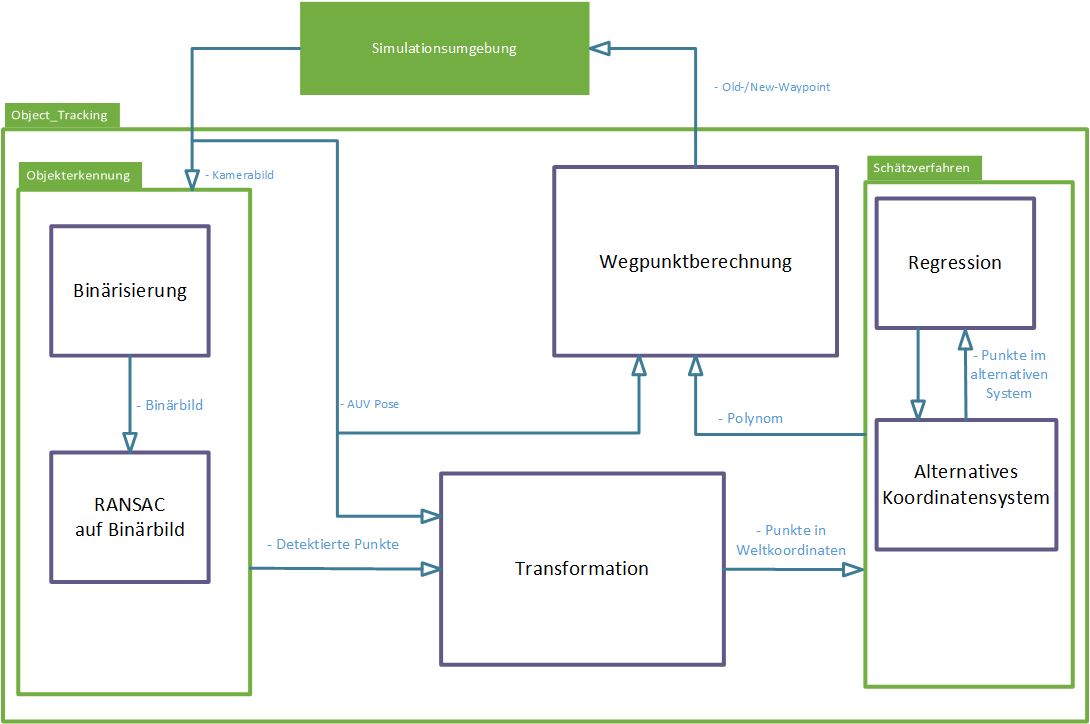 Simulationsumgebung
- Old-/New-Waypoint
Object_Tracking
Objekterkennung
- Kamerabild
Schätzverfahren
Binärisierung
Wegpunktberechnung
Regression
- Binärbild
- AUV Pose
- Polynom
- Punkte im
alternativen
System
RANSAC
auf Binärbild
Alternatives
Koordinatensystem
- Detektierte Punkte
Transformation
- Punkte in
Weltkoordinaten